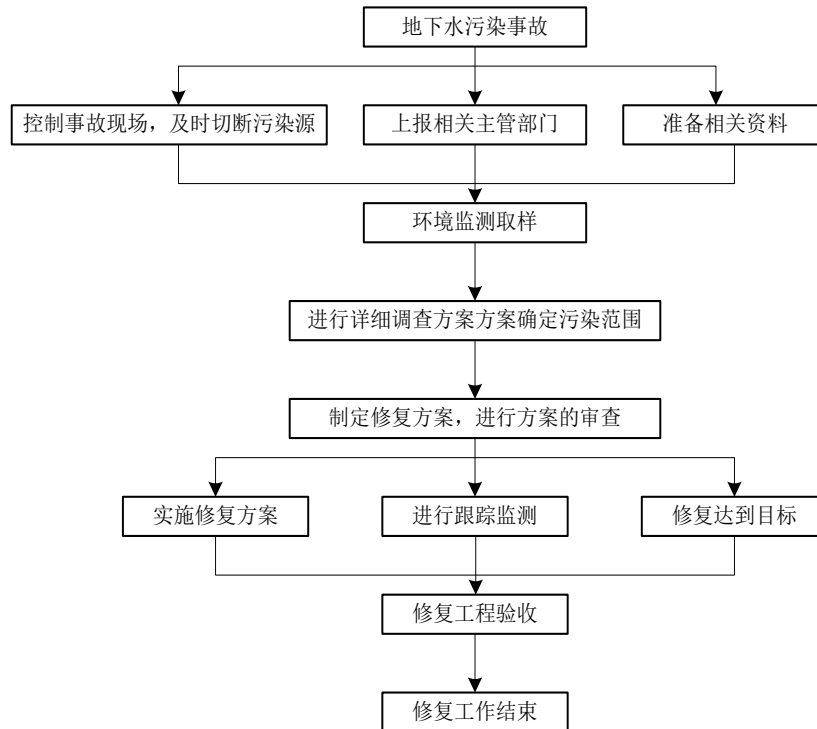 地下水污染事故
控制事故现场，及时切断污染源
上报相关主管部门
准备相关资料
环境监测取样
进行详细调查方案方案确定污染范围
制定修复方案，进行方案的审查
实施修复方案
进行跟踪监测
修复达到目标
修复工程验收
修复工作结束